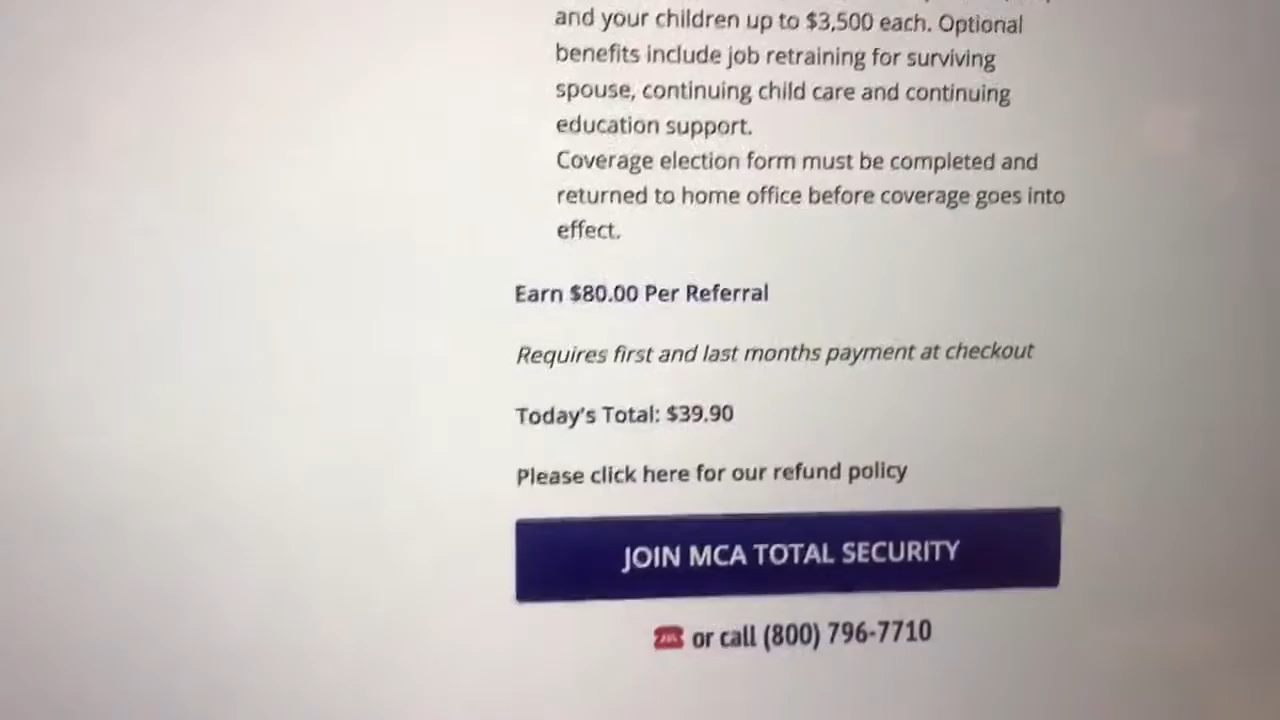 and your children up to $3,500 each. Optional
benefits include job retraining for surviving
spouse, continuing child care and continuing
education support.
Coverage election form must be completed and
returned to home office before coverage goes into
effect.
Earn $80.00 Per Referral
Requires first and last months payment at checkout
Today's Total: $39.90
Please click here for our refund policy
JOIN MCA TOTAL SECURITY
or call (800) 796-7710